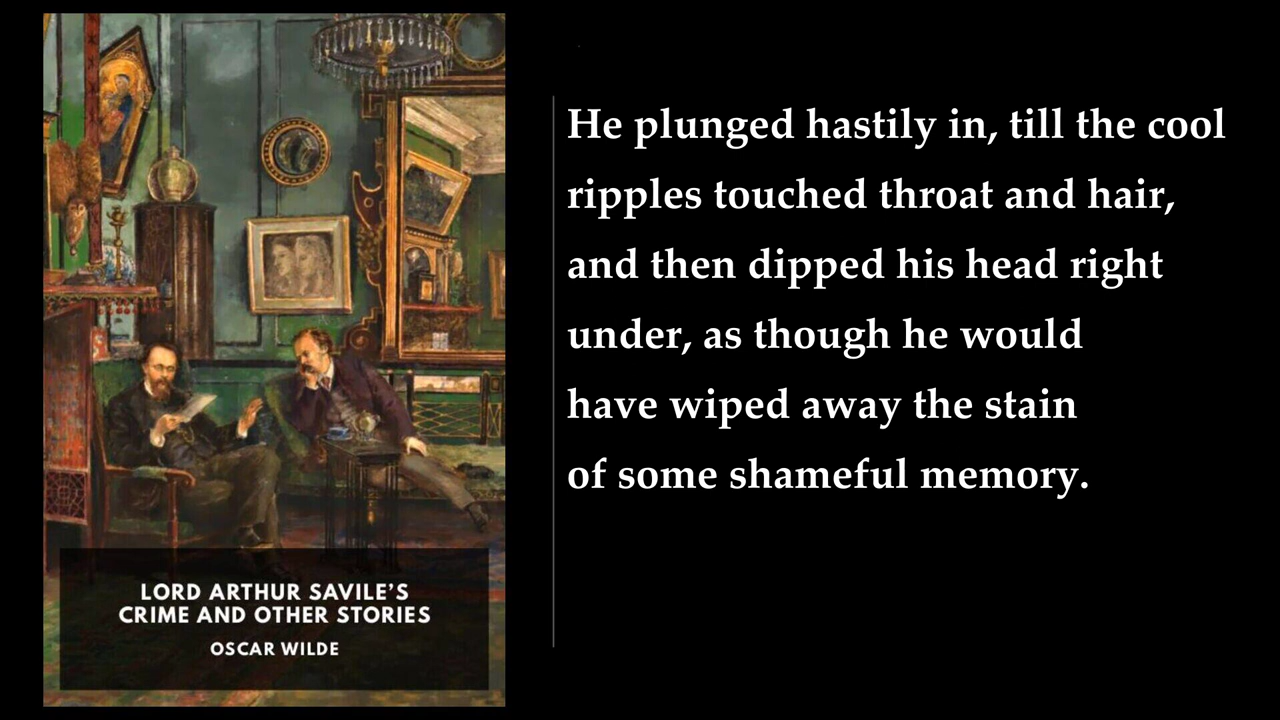 He plunged hastily in, till the cool
ripples touched throat and hair,
and then dipped his head right
under, as though he would
have wiped away the stain
of some shameful memory.
LORD ARTHUR SAVILE’S
CRIME AND OTHER STORIES
OSCAR WILDE